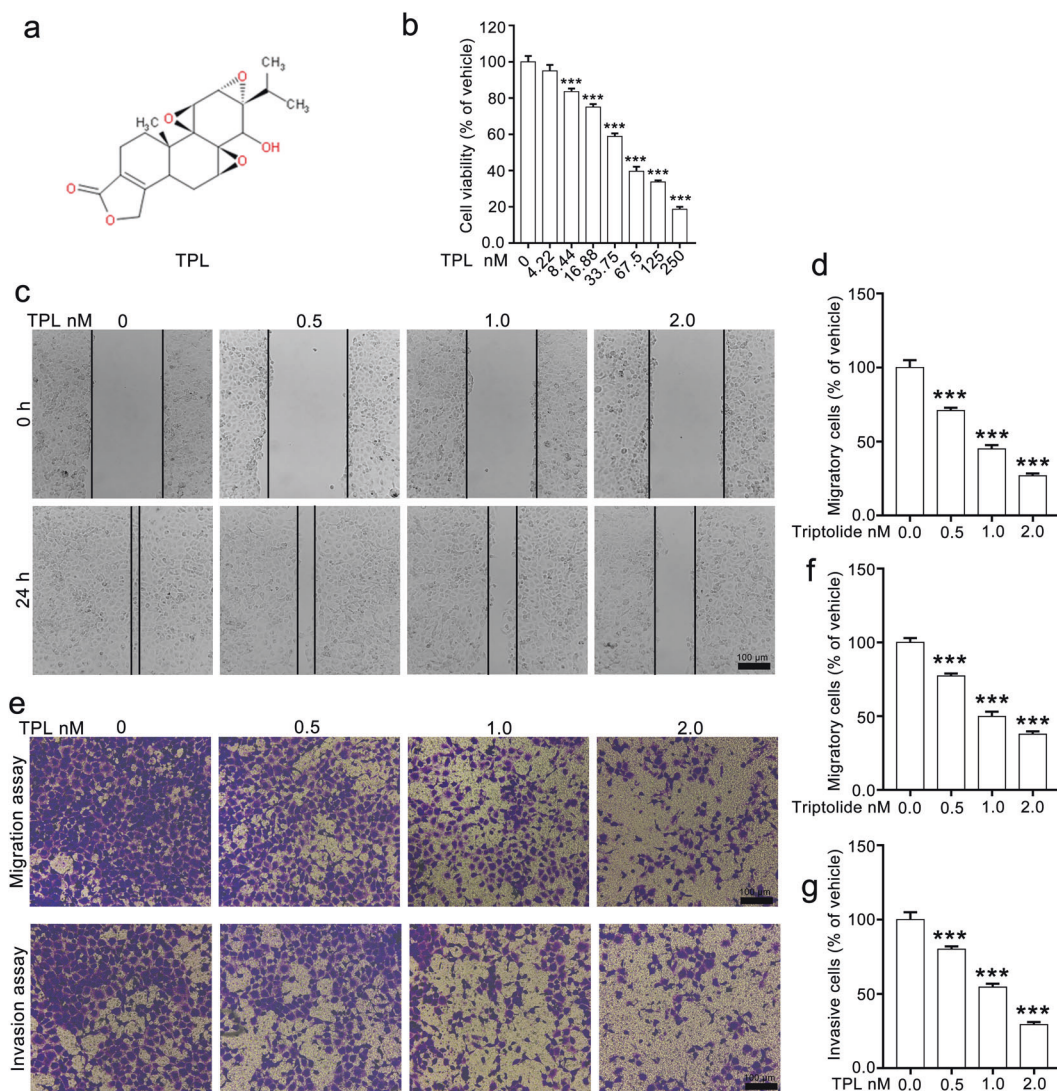 a
CH₃
O
CH₃
H₃C
O
OH
O
O
O
TPL
b
Cell viability (% of vehicle)
120
100
80
60
40
20
0.0
***
***
***
***
***
***
TPL nM
0
4.22
8.44
16.88
33.75
67.5
125
250
c
TPL nM 0 0.5 1.0 2.0
0 h
24 h
100 µm
d
Migratory cells (% of vehicle)
150
100
50
0.0
***
***
***
Triptolide nM 0.0 0.5 1.0 2.0
e
TPL nM 0 0.5 1.0 2.0
Migration assay
100 µm
Invasion assay
100 µm
f
Migratory cells (% of vehicle)
150
100
50
0.0
***
***
***
Triptolide nM 0.0 0.5 1.0 2.0
g
Invasive cells (% of vehicle)
150
100
50
0.0
***
***
***
TPL nM 0.0 0.5 1.0 2.0